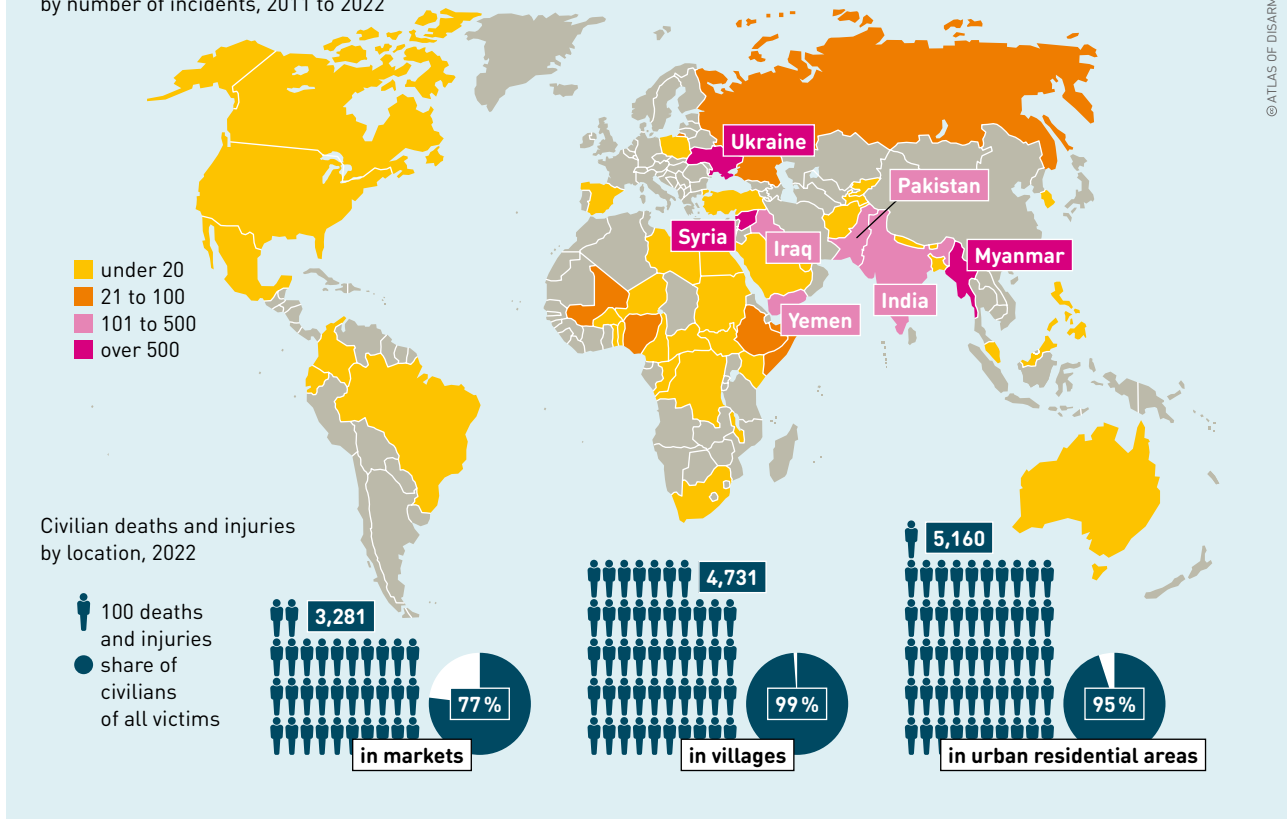 by number of incidents, 2011 to 2022
© ATLAS OF DISARM
Ukraine
Pakistan
Syria
Iraq
Myanmar
India
Yemen
under 20
21 to 100
101 to 500
over 500
Civilian deaths and injuries
by location, 2022
100 deaths
and injuries
share of
civilians
of all victims
3,281
77 %
in markets
4,731
99 %
in villages
5,160
95 %
in urban residential areas